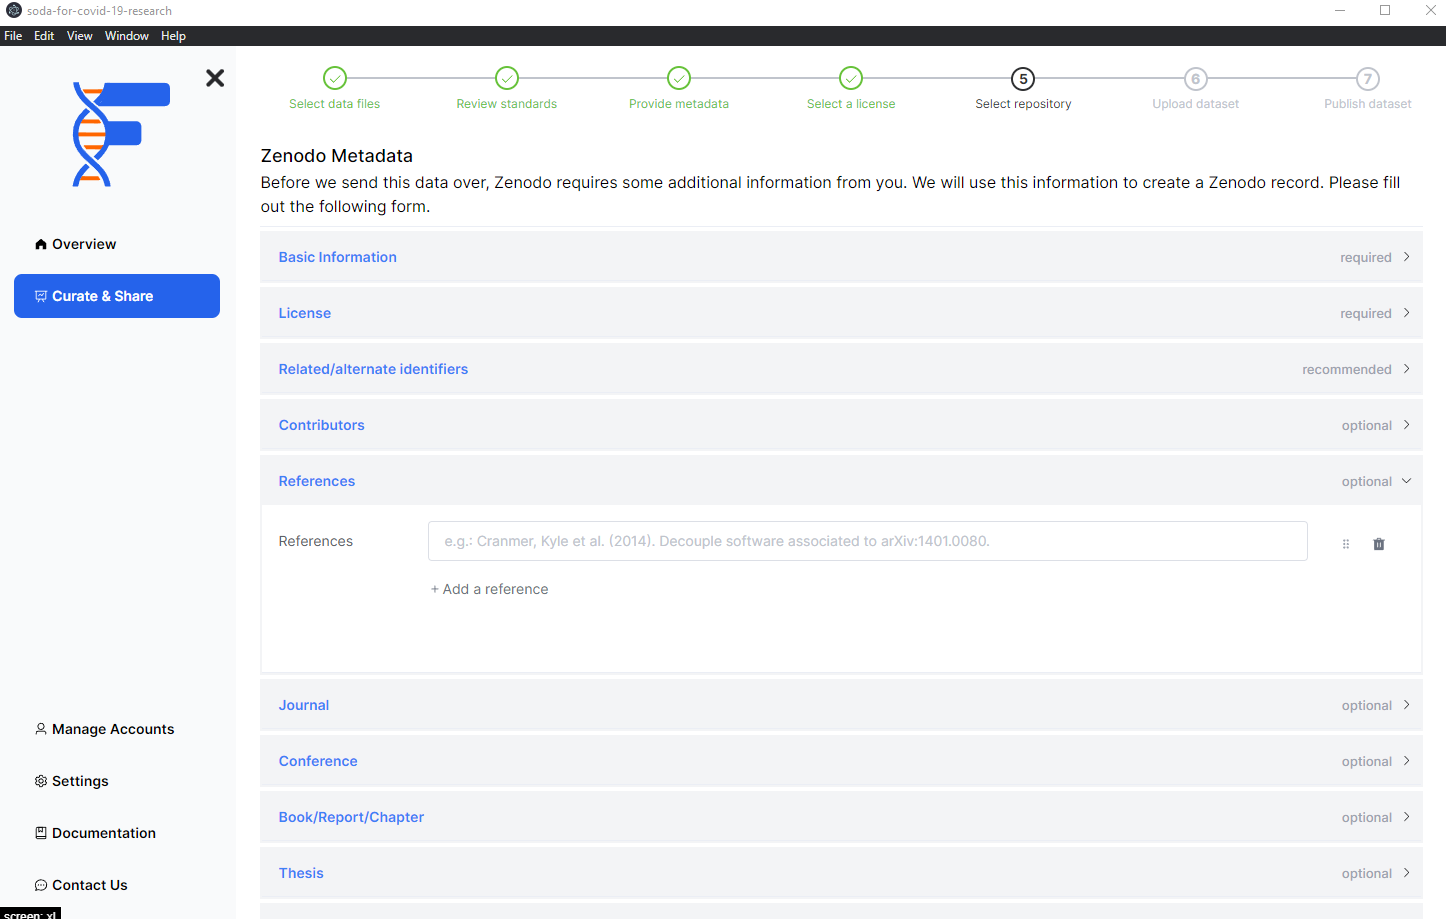 soda-for-covid-19-research
File Edit View Window Help
Select data files
Review standards
Provide metadata
Select a license
5
Select repository
6
Upload dataset
7
Publish dataset
Overview
Curate & Share
Manage Accounts
Settings
Documentation
Contact Us
screen: xl
Zenodo Metadata
Before we send this data over, Zenodo requires some additional information from you. We will use this information to create a Zenodo record. Please fill
out the following form.
Basic Information required
License required
Related/alternate identifiers recommended
Contributors optional
References optional
References e.g.: Cranmer, Kyle et al. (2014). Decouple software associated to arXiv:1401.0080.
+ Add a reference
Journal optional
Conference optional
Book/Report/Chapter optional
Thesis optional